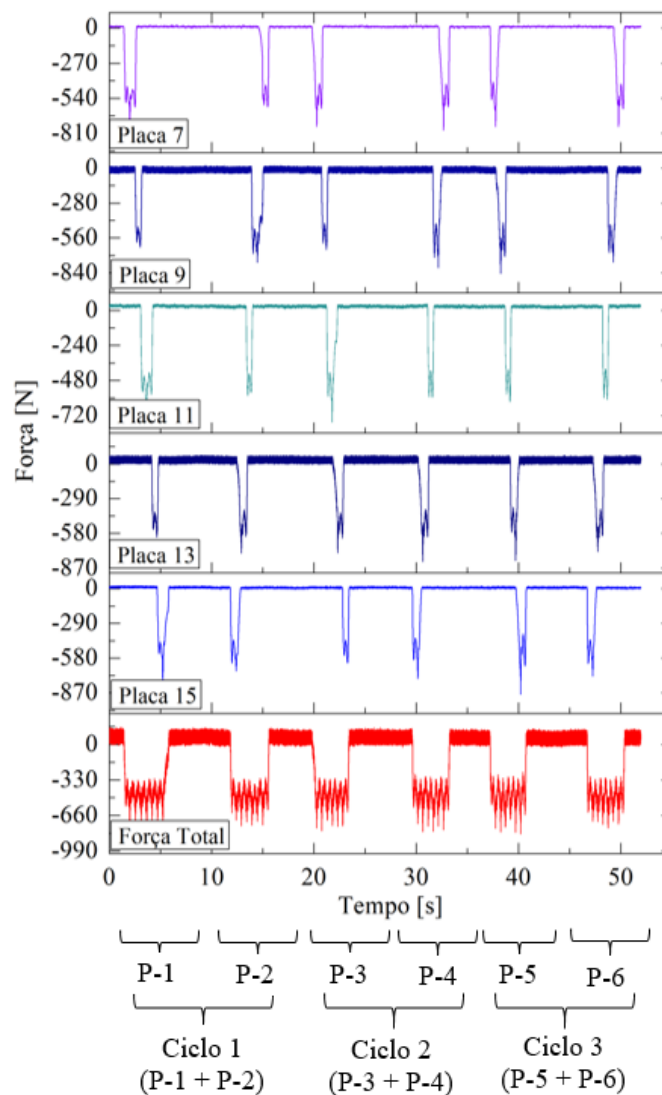 0
-270
-540
-810
Placa 7
0
-280
-560
-840
Placa 9
0
-240
-480
-720
Placa 11
0
-290
-580
-870
Placa 13
0
-290
-580
-870
Placa 15
0
-330
-660
-990
Força Total
Força [N]
0 10 20 30 40 50
Tempo [s]
P-1 P-2 P-3 P-4 P-5 P-6
Ciclo 1 Ciclo 2 Ciclo 3
(P-1 + P-2) (P-3 + P-4) (P-5 + P-6)